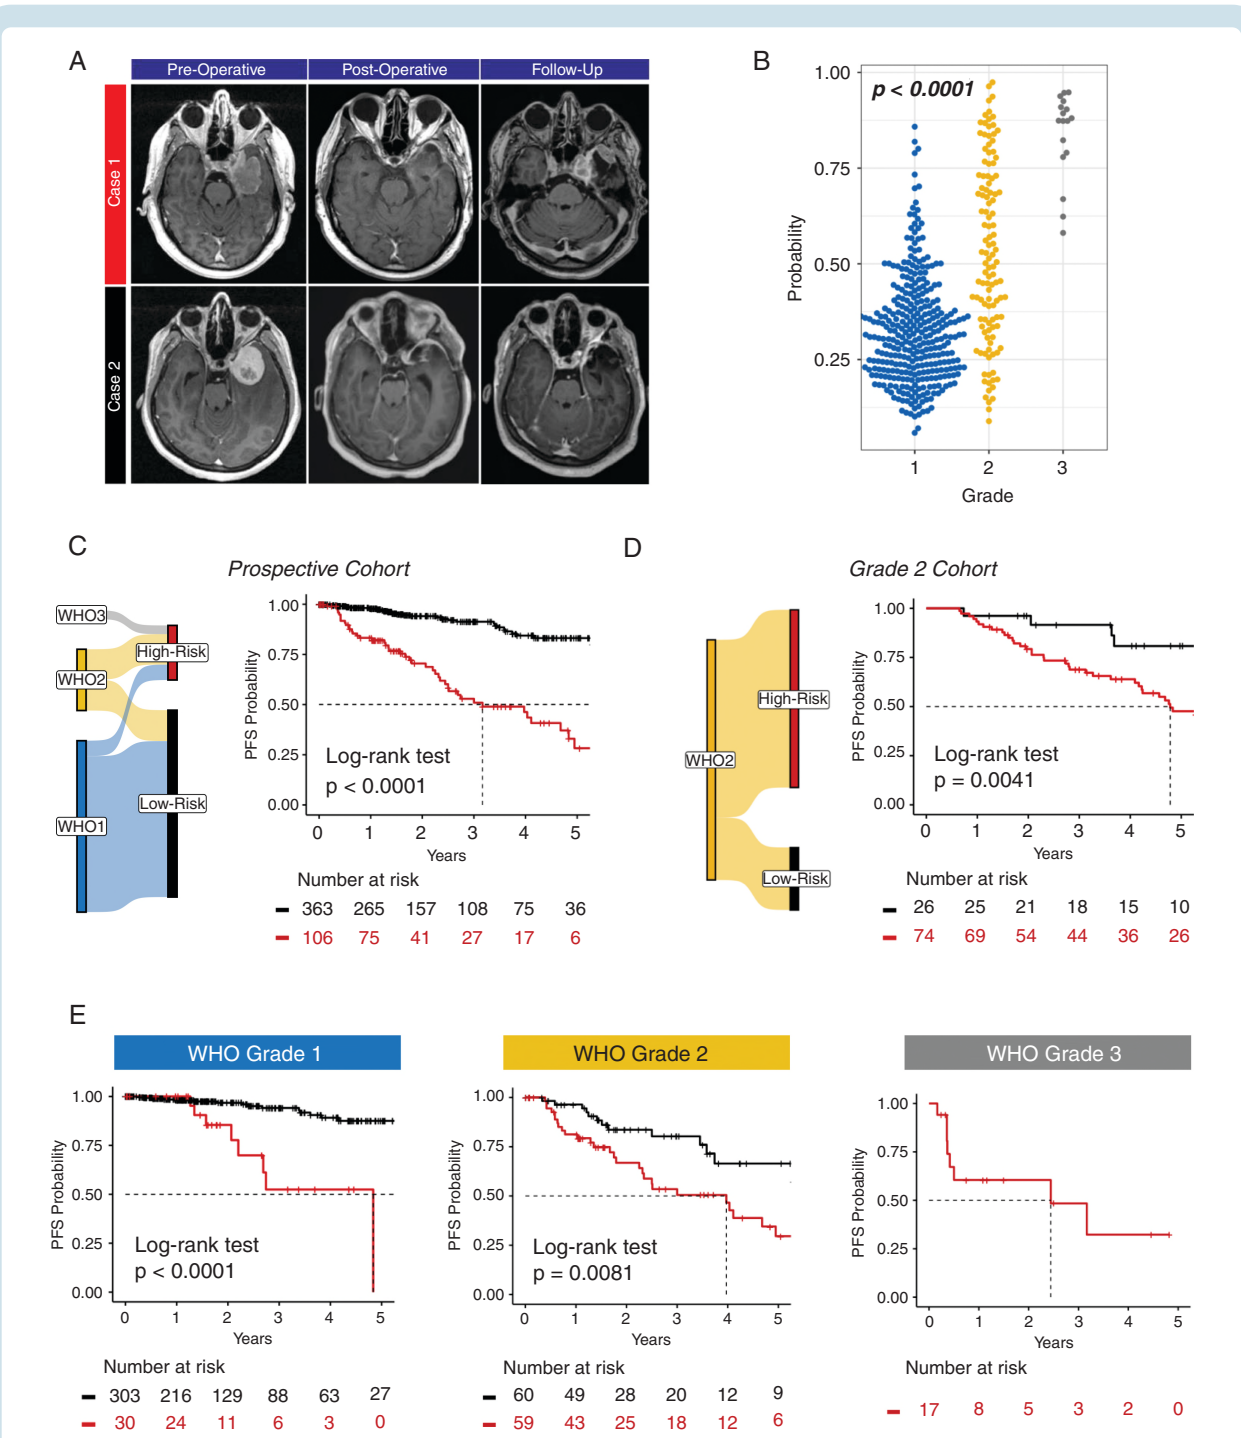 A
Pre-Operative Post-Operative Follow-Up
Case 1
Case 2
B
p < 0.0001
1.00
0.75
0.50
0.25
Probability
1 2 3
Grade
C
Prospective Cohort
WHO3
WHO2
WHO1
High-Risk
Low-Risk
PFS Probability
1.00
0.75
0.50
0.25
0.00
Log-rank test
p < 0.0001
0 1 2 3 4 5
Years
Number at risk
363 265 157 108 75 36
106 75 41 27 17 6
D
Grade 2 Cohort
WHO2
High-Risk
Low-Risk
PFS Probability
1.00
0.75
0.50
0.25
0.00
Log-rank test
p = 0.0041
0 1 2 3 4 5
Years
Number at risk
26 25 21 18 15 10
74 69 54 44 36 26
E
WHO Grade 1
PFS Probability
1.00
0.75
0.50
0.25
0.00
Log-rank test
p < 0.0001
0 1 2 3 4 5
Years
Number at risk
303 216 129 88 63 27
30 24 11 6 3 0
WHO Grade 2
PFS Probability
1.00
0.75
0.50
0.25
0.00
Log-rank test
p = 0.0081
0 1 2 3 4 5
Years
Number at risk
60 49 28 20 12 9
59 43 25 18 12 6
WHO Grade 3
PFS Probability
1.00
0.75
0.50
0.25
0.00
0 1 2 3 4 5
Years
Number at risk
17 8 5 3 2 0